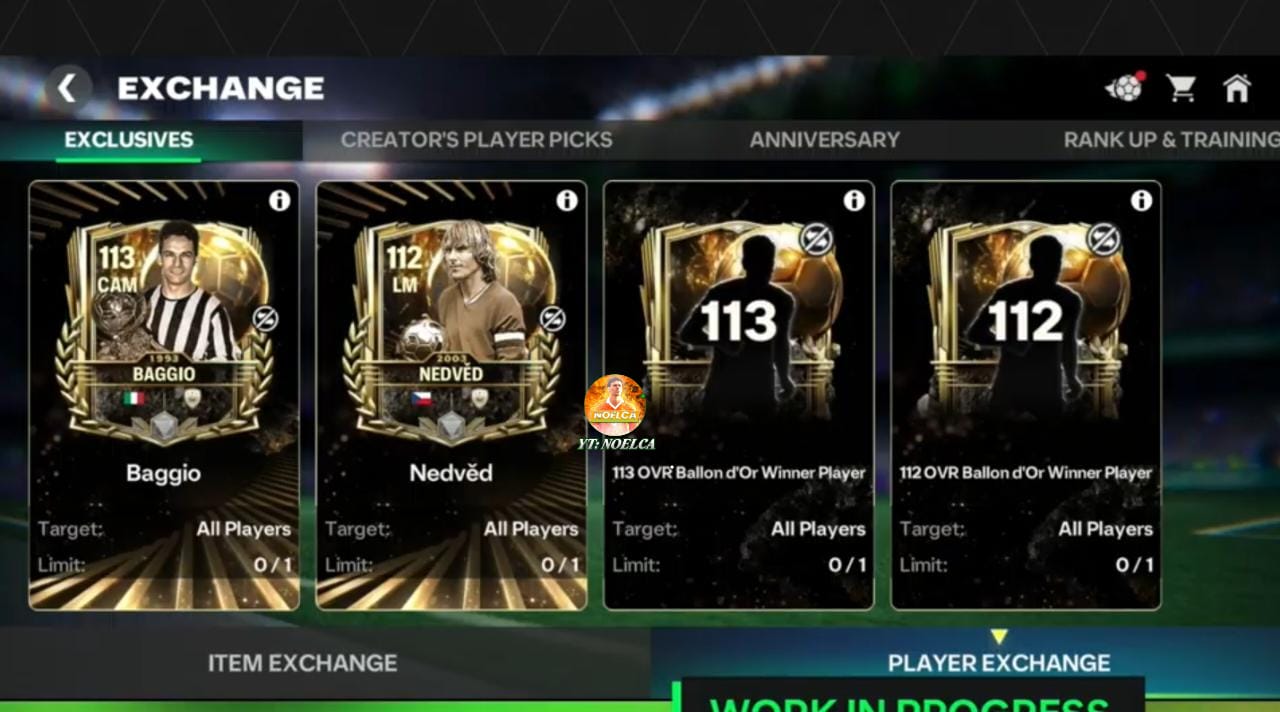 EXCHANGE
EXCLUSIVES
CREATOR'S PLAYER PICKS
ANNIVERSARY
RANK UP & TRAINING
113
CAM
1993
BAGGIO
Baggio
Target: All Players
Limit: 0/1
112
LM
2003
NEDVĚD
Nedvěd
Target: All Players
Limit: 0/1
113
113 OVR Ballon d'Or Winner Player
Target: All Players
Limit: 0/1
112
112 OVR Ballon d'Or Winner Player
Target: All Players
Limit: 0/1
NOELCA
YT: NOELCA
ITEM EXCHANGE
PLAYER EXCHANGE
WORK IN PROGRESS